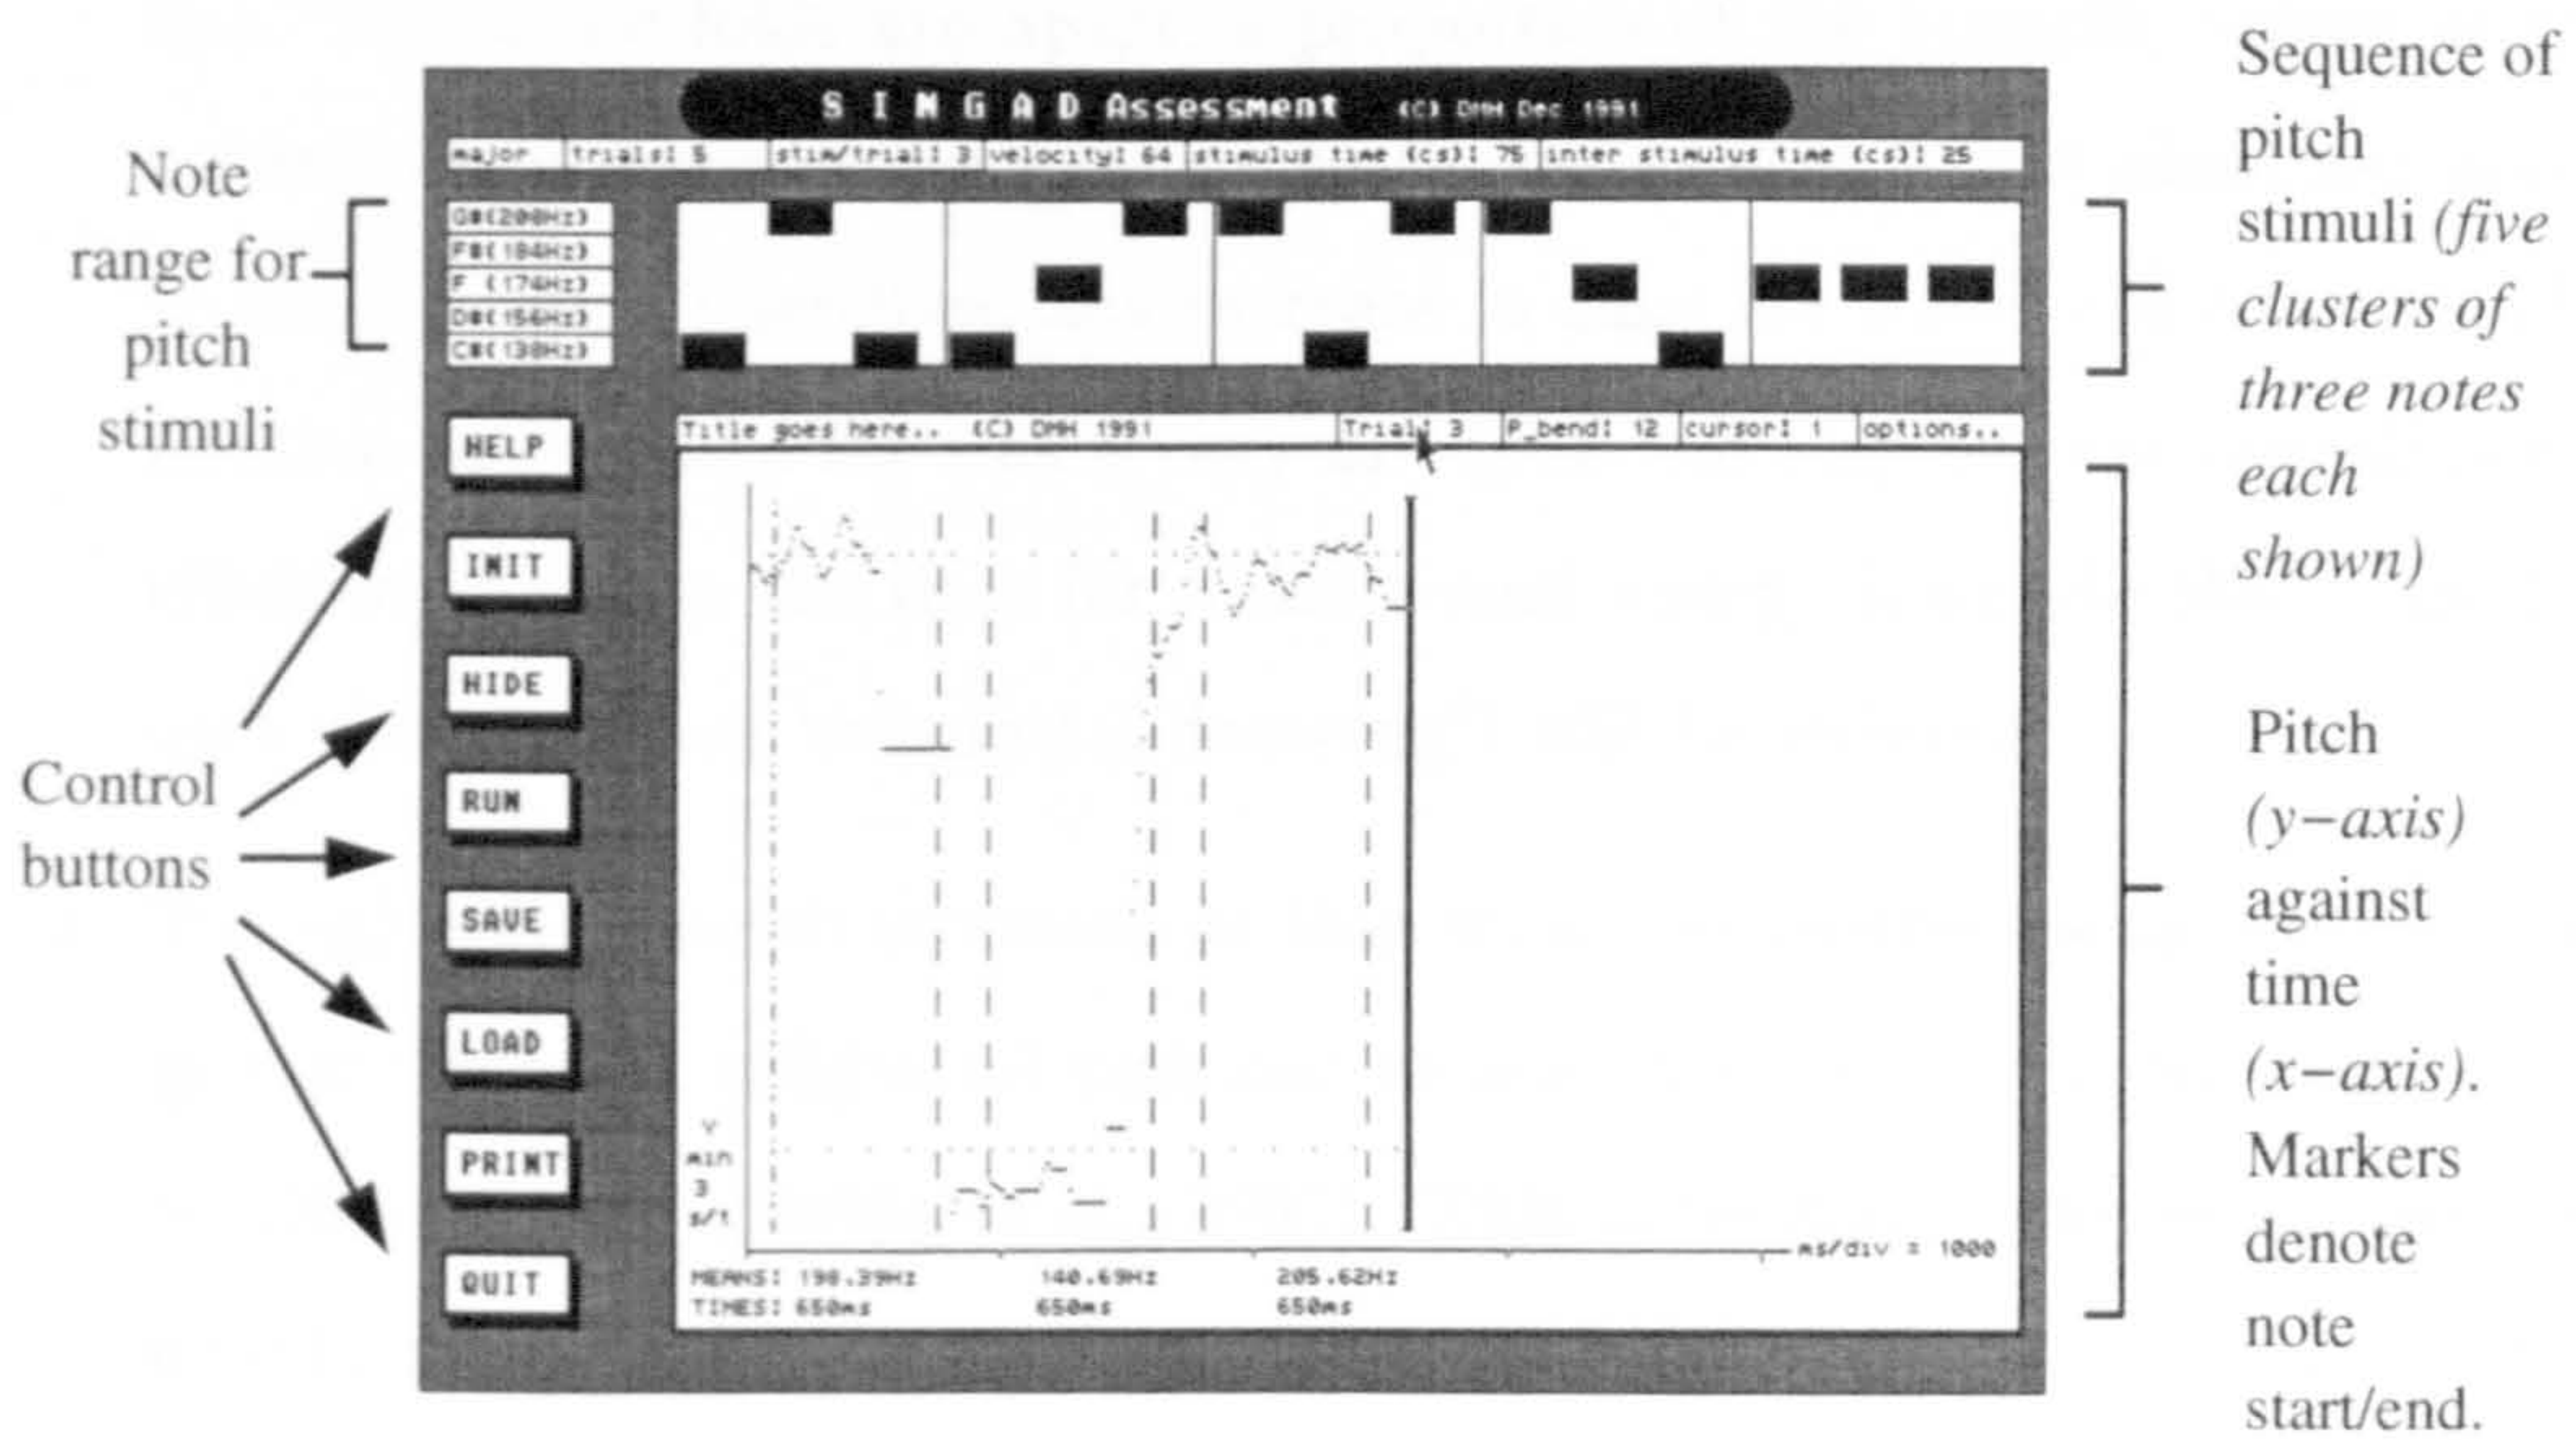 Note
range for
pitch
stimuli
Control
buttons
S I N G A D Assessment (C) DMH Dec 1991
major trials: 5 stim/trial: 3 velocity: 64 stimulus time (cs): 75 inter stimulus time (cs): 25
G#(208Hz)
F#(184Hz)
F (174Hz)
D#(156Hz)
C#(138Hz)
HELP
INIT
HIDE
RUN
SAVE
LOAD
PRINT
QUIT
Title goes here.. (C) DMH 1991 Trial: 3 P_bend: 12 cursor: 1 options..
Y
min
3
s/t
ms/div = 1000
MEANS: 198.39Hz 140.69Hz 205.62Hz
TIMES: 650ms 650ms 650ms
Sequence of
pitch
stimuli (five
clusters of
three notes
each
shown)
Pitch
(y-axis)
against
time
(x-axis).
Markers
denote
note
start/end.